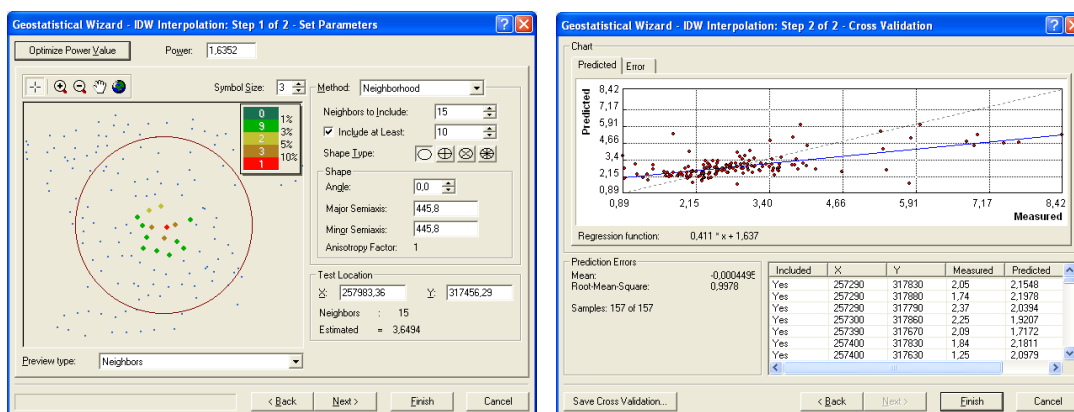 Geostatistical Wizard - IDW Interpolation: Step 1 of 2 - Set Parameters
Optimize Power Value Power: 1,6352
Symbol Size: 3
0
9
2
3
1
1%
3%
5%
10%
Method: Neighborhood
Neighbors to Include: 15
Include at Least: 10
Shape Type:
Shape
Angle: 0,0
Major Semiaxis: 445,8
Minor Semiaxis: 445,8
Anisotropy Factor: 1
Test Location
X: 257983,36 Y: 317456,29
Neighbors : 15
Estimated = 3,6494
Preview type: Neighbors
< Back Next > Finish Cancel
Geostatistical Wizard - IDW Interpolation: Step 2 of 2 - Cross Validation
Chart
Predicted Error
Predicted
8,42
7,17
5,91
4,66
3,4
2,15
0,89
0,89 2,15 3,40 4,66 5,91 7,17 8,42
Measured
Regression function: 0,411 * x + 1,637
Prediction Errors
Mean: -0,0004495
Root-Mean-Square: 0,9978
Samples: 157 of 157
Included X Y Measured Predicted
Yes 257290 317830 2,05 2,1548
Yes 257290 317880 1,74 2,1978
Yes 257290 317790 2,37 2,0394
Yes 257300 317860 2,25 1,9207
Yes 257390 317670 2,09 1,7172
Yes 257400 317830 1,84 2,1811
Yes 257400 317630 1,25 2,0979
Save Cross Validation... < Back Next > Finish Cancel